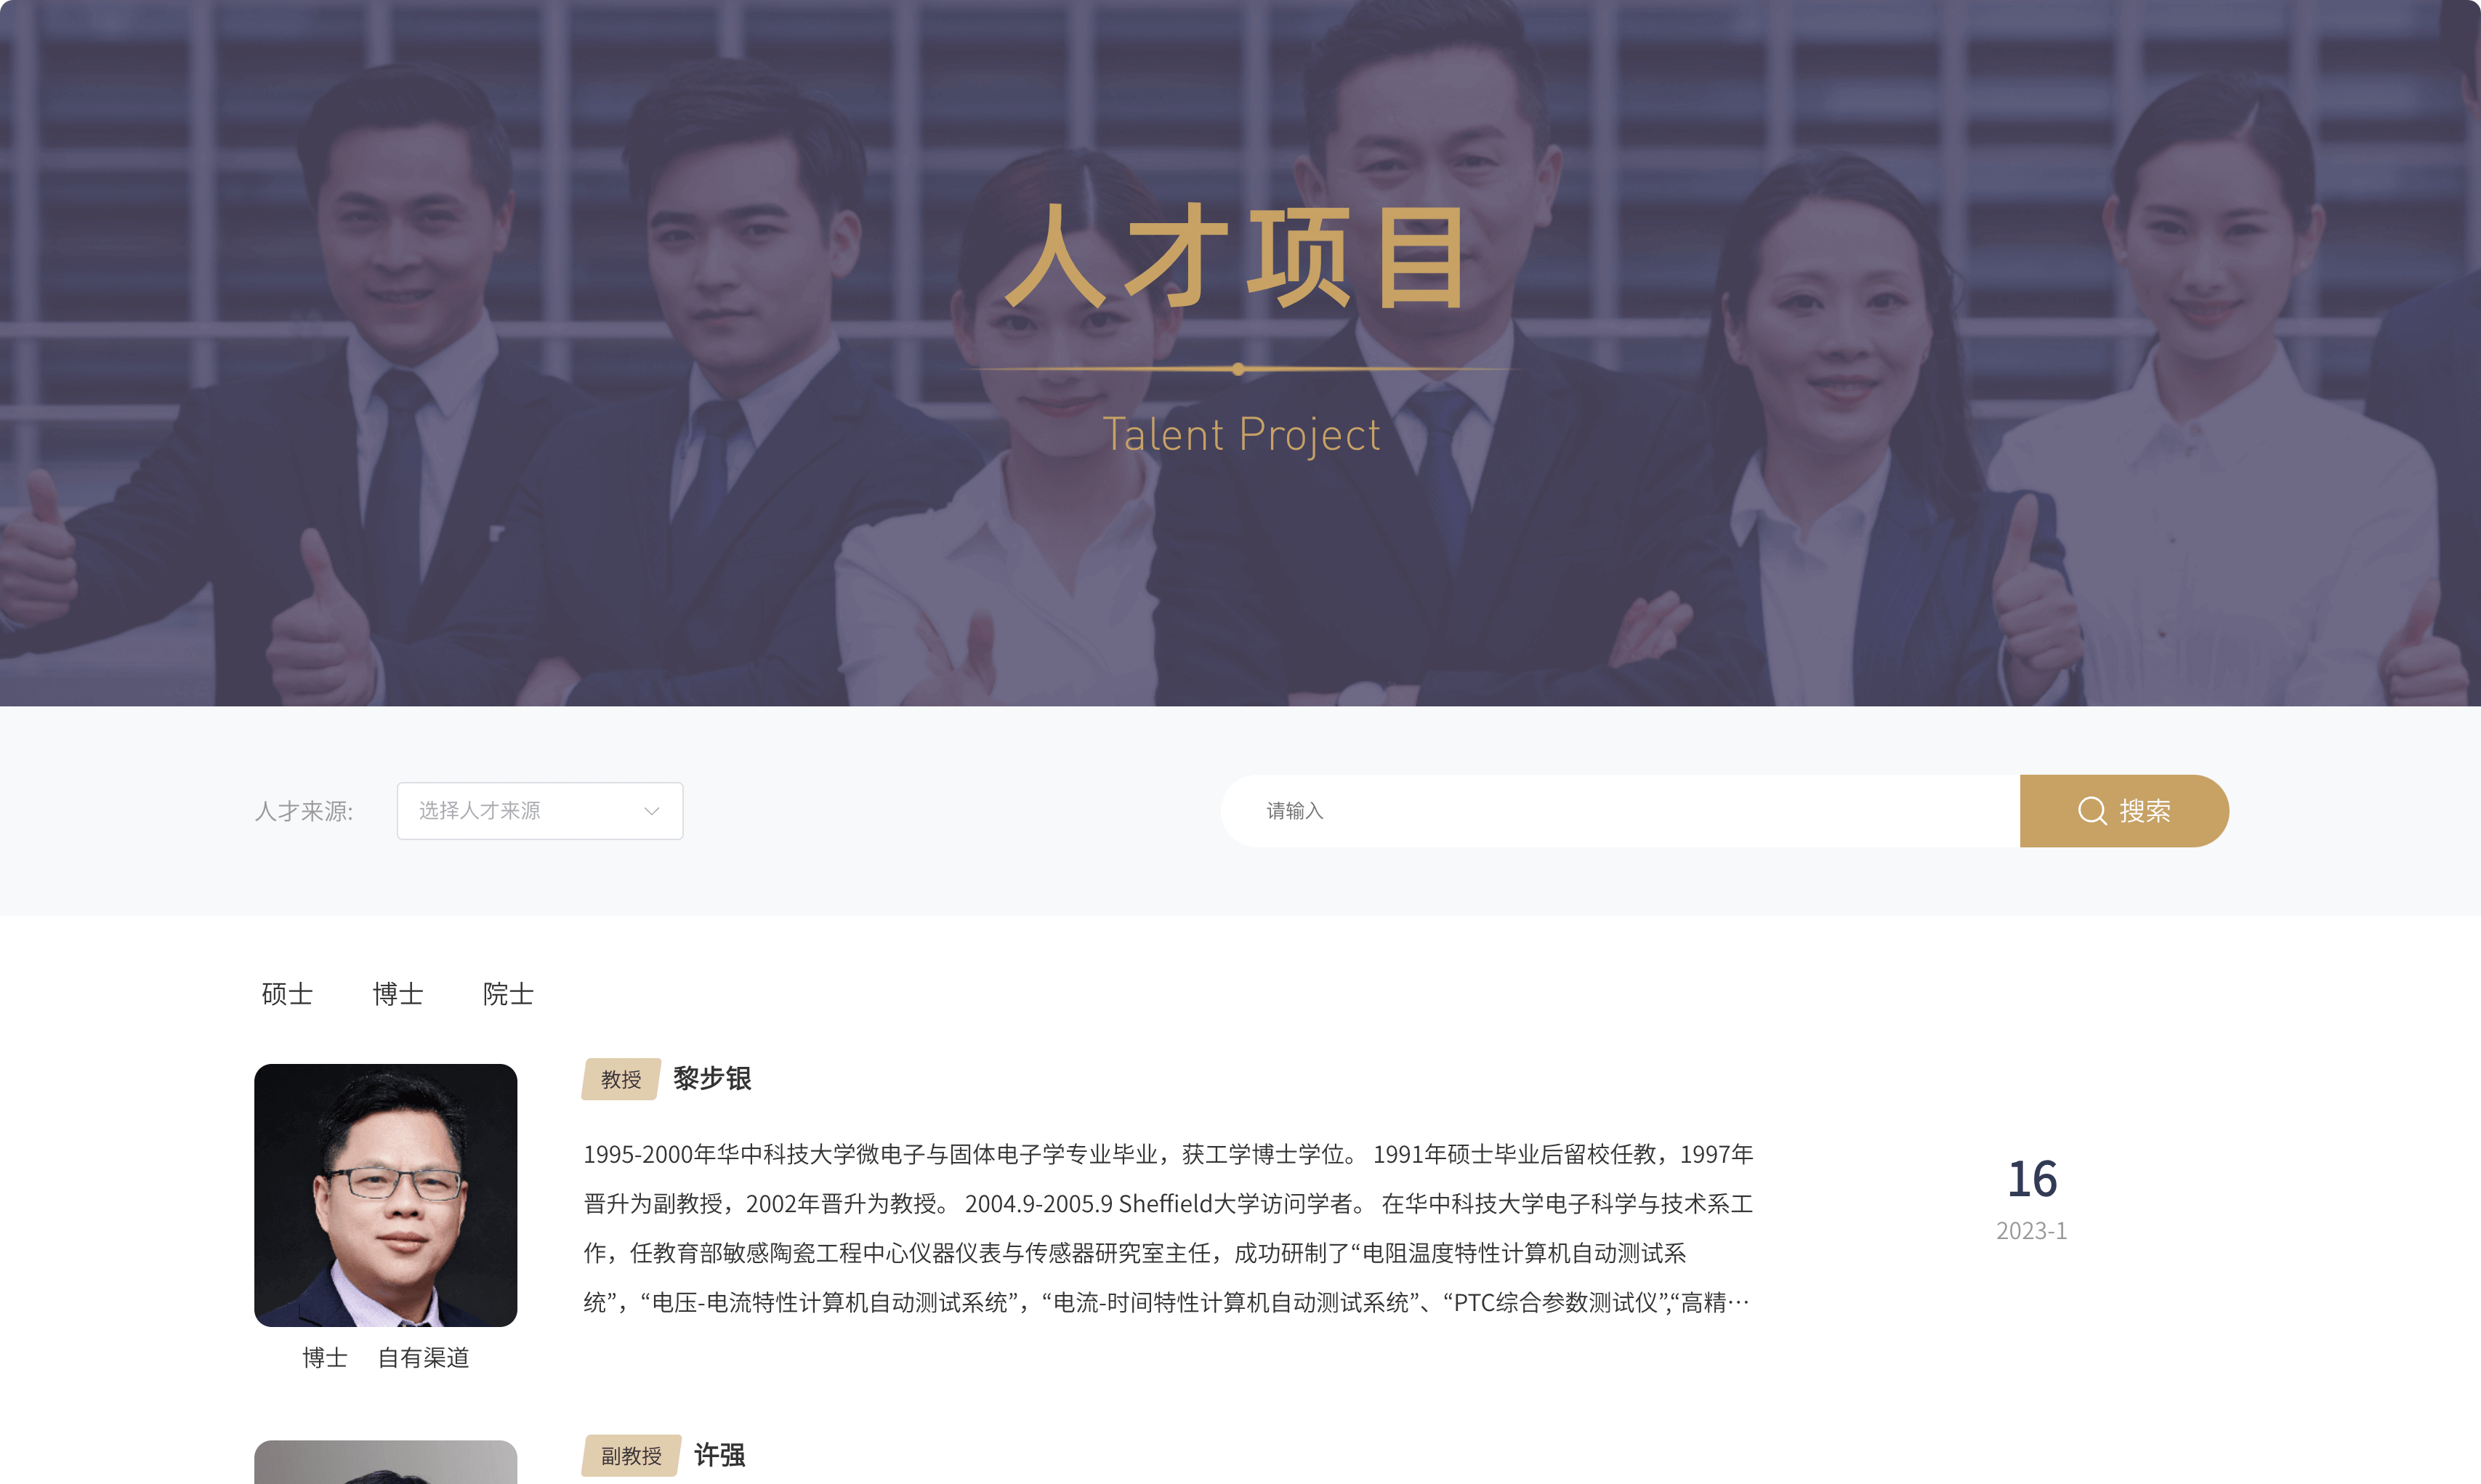 人才项目
Talent Project
人才来源:
选择人才来源
请输入
搜索
硕士 博士 院士
教授 黎步银
1995-2000年华中科技大学微电子与固体电子学专业毕业，获工学博士学位。 1991年硕士毕业后留校任教，1997年
晋升为副教授，2002年晋升为教授。 2004.9-2005.9 Sheffield大学访问学者。 在华中科技大学电子科学与技术系工
作，任教育部敏感陶瓷工程中心仪器仪表与传感器研究室主任，成功研制了“电阻温度特性计算机自动测试系
统”，“电压-电流特性计算机自动测试系统”，“电流-时间特性计算机自动测试系统”、“PTC综合参数测试仪”,“高精…
16
2023-1
博士 自有渠道
副教授 许强